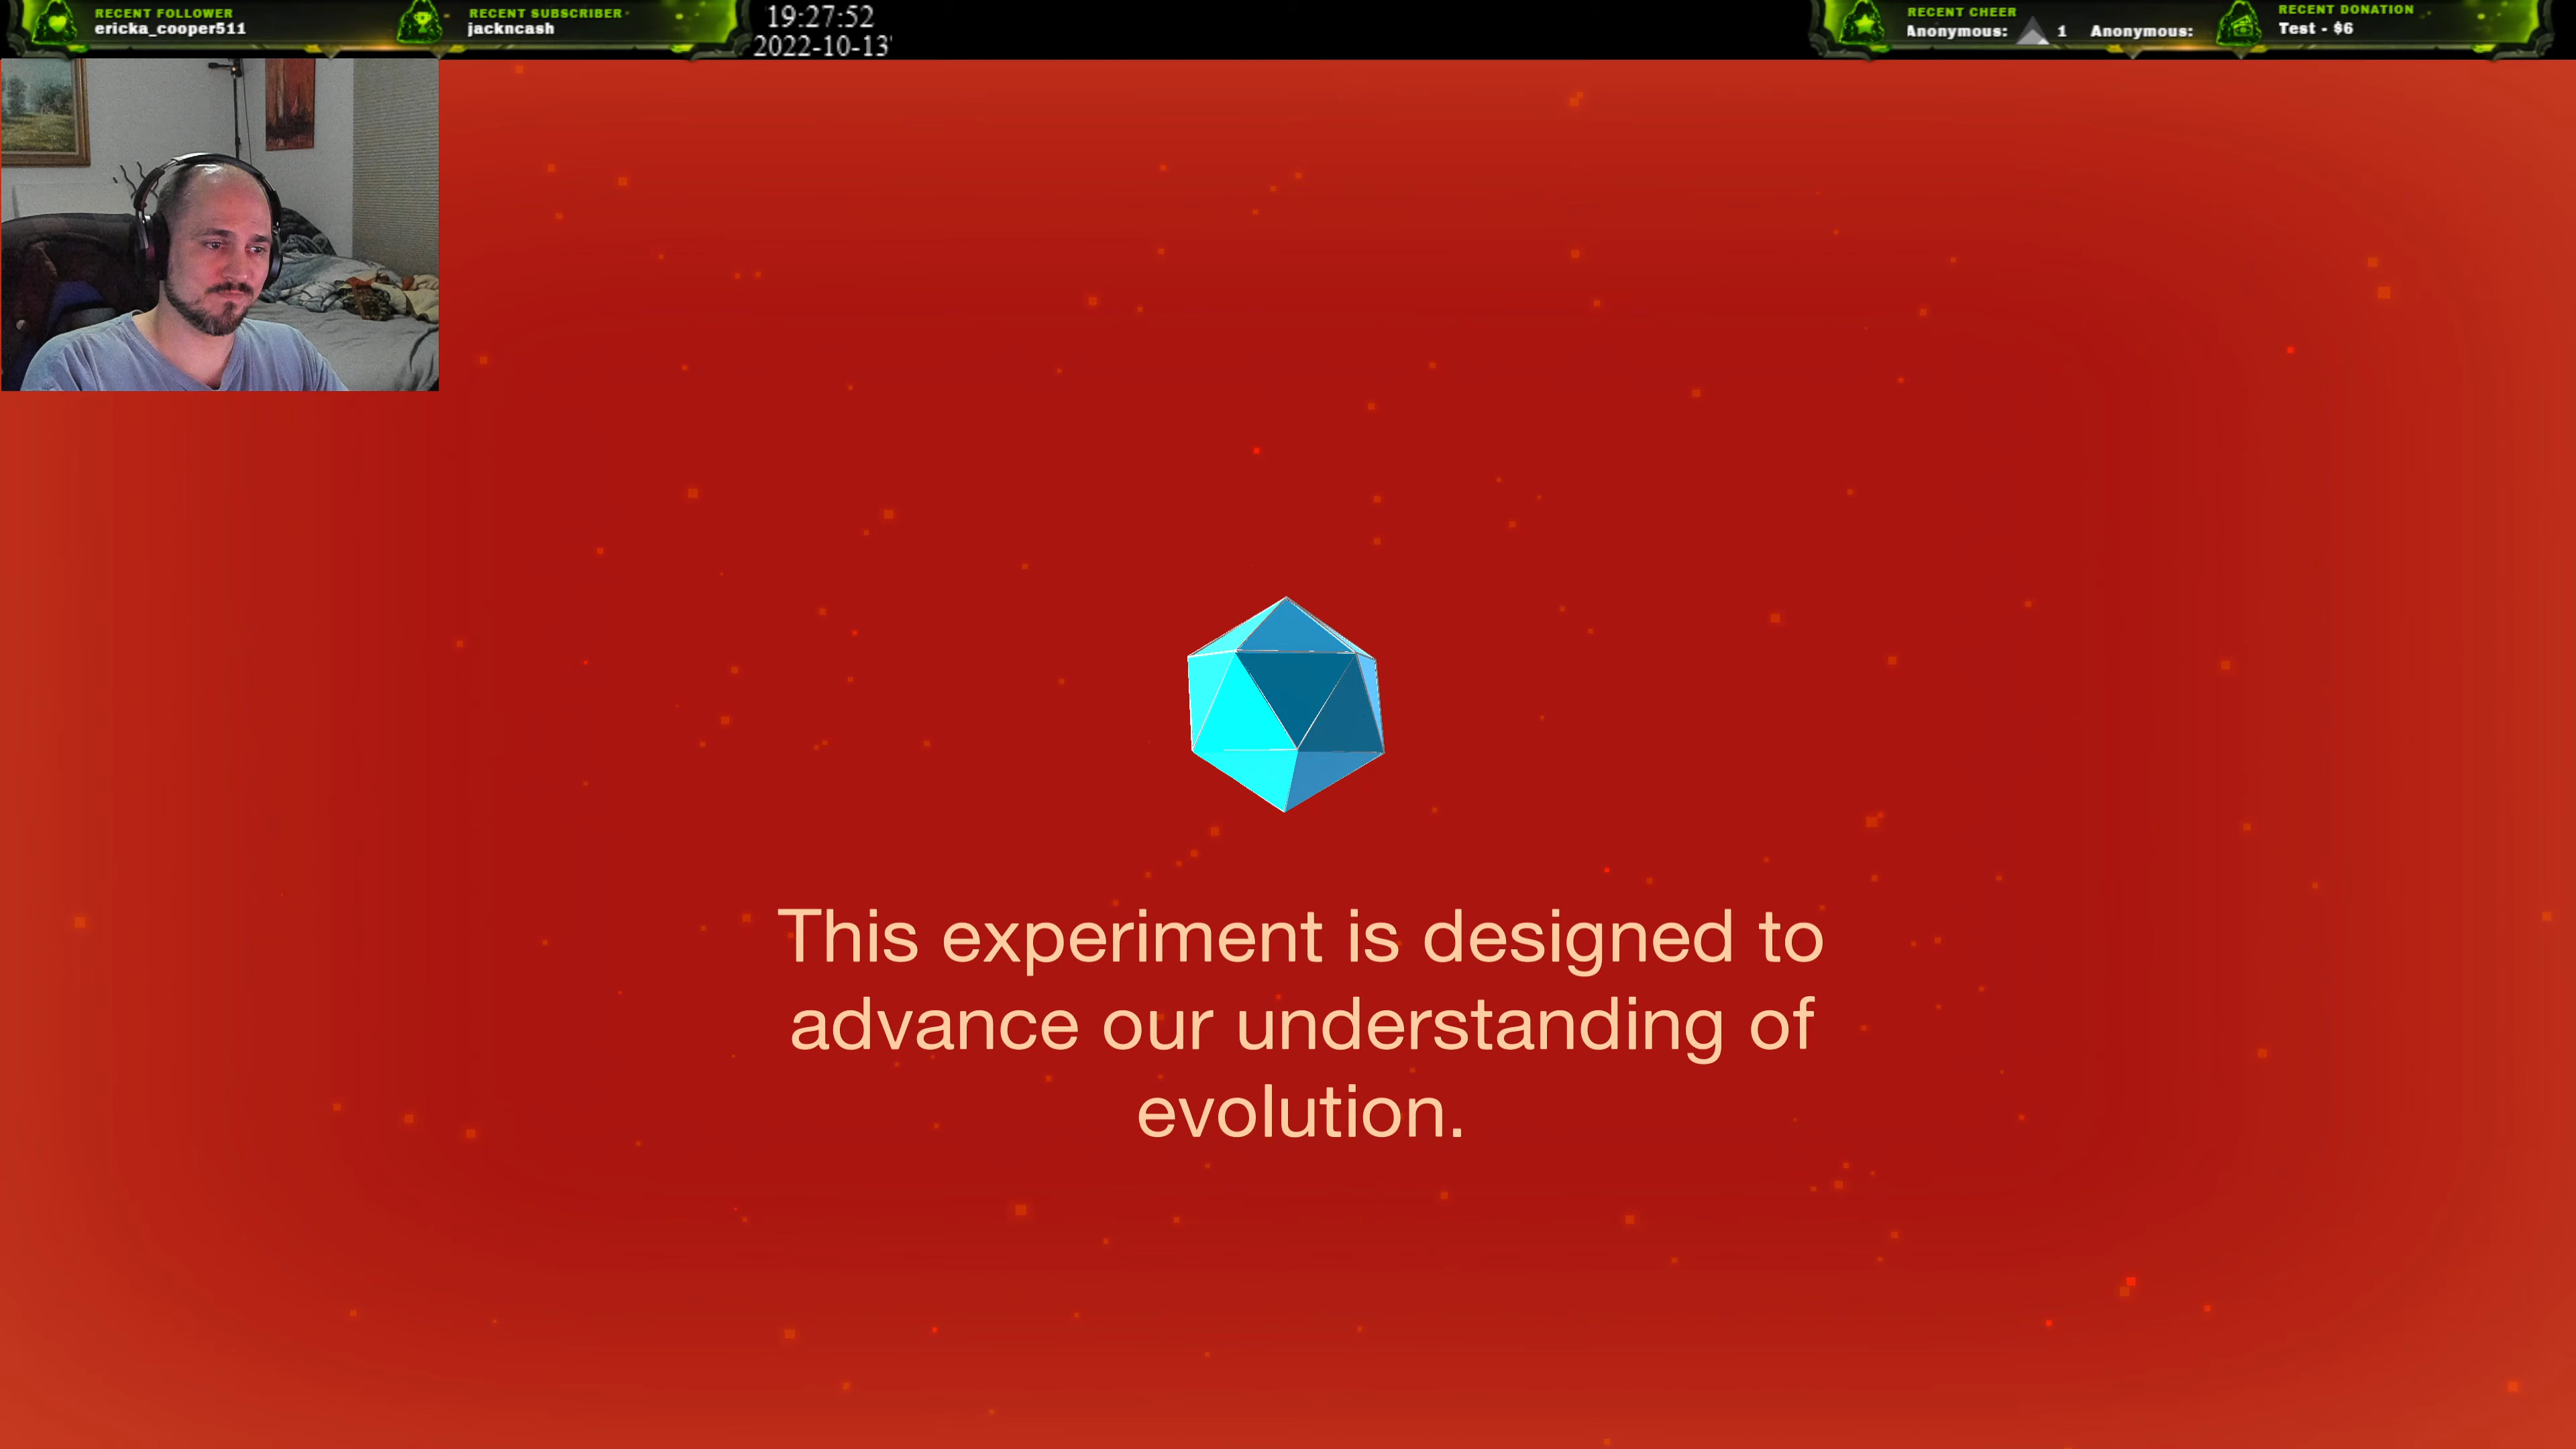 RECENT FOLLOWER
ericka_cooper511
RECENT SUBSCRIBER
jackncash
19:27:52
2022-10-13
RECENT CHEER
Anonymous: 1 Anonymous:
RECENT DONATION
Test - $6
This experiment is designed to
advance our understanding of
evolution.